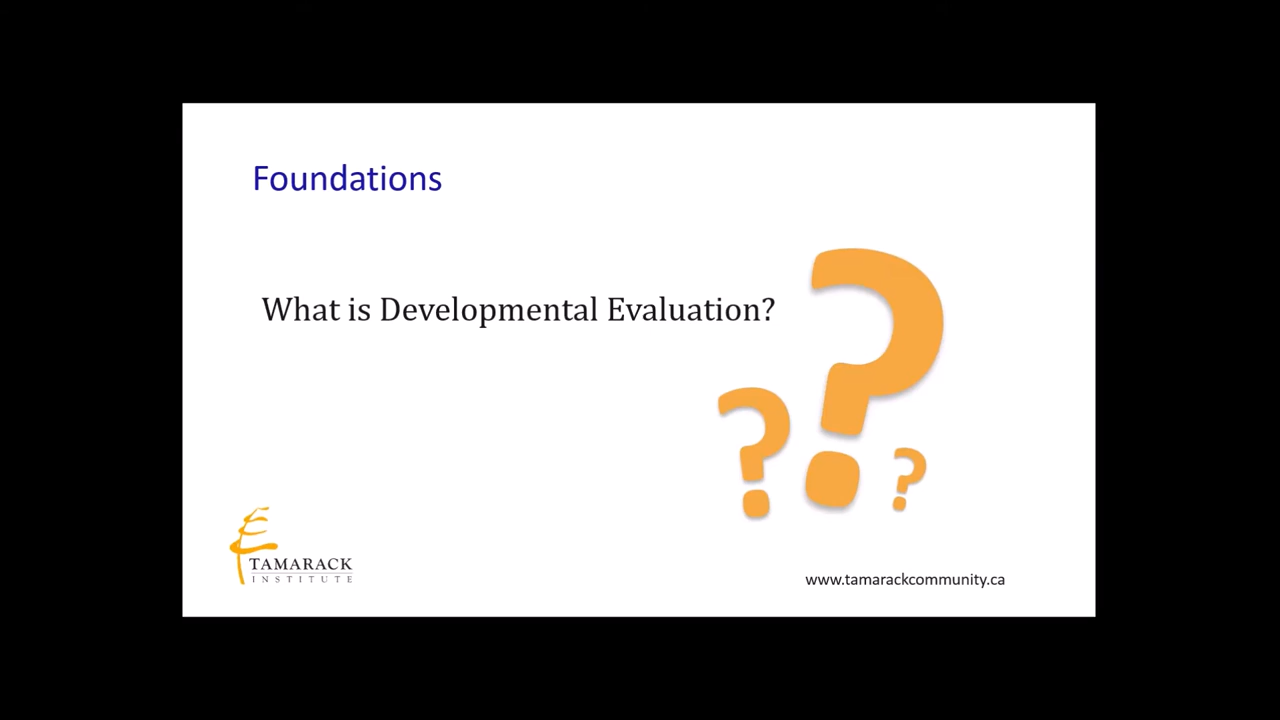 Foundations
What is Developmental Evaluation?
TAMARACK
INSTITUTE
www.tamarackcommunity.ca